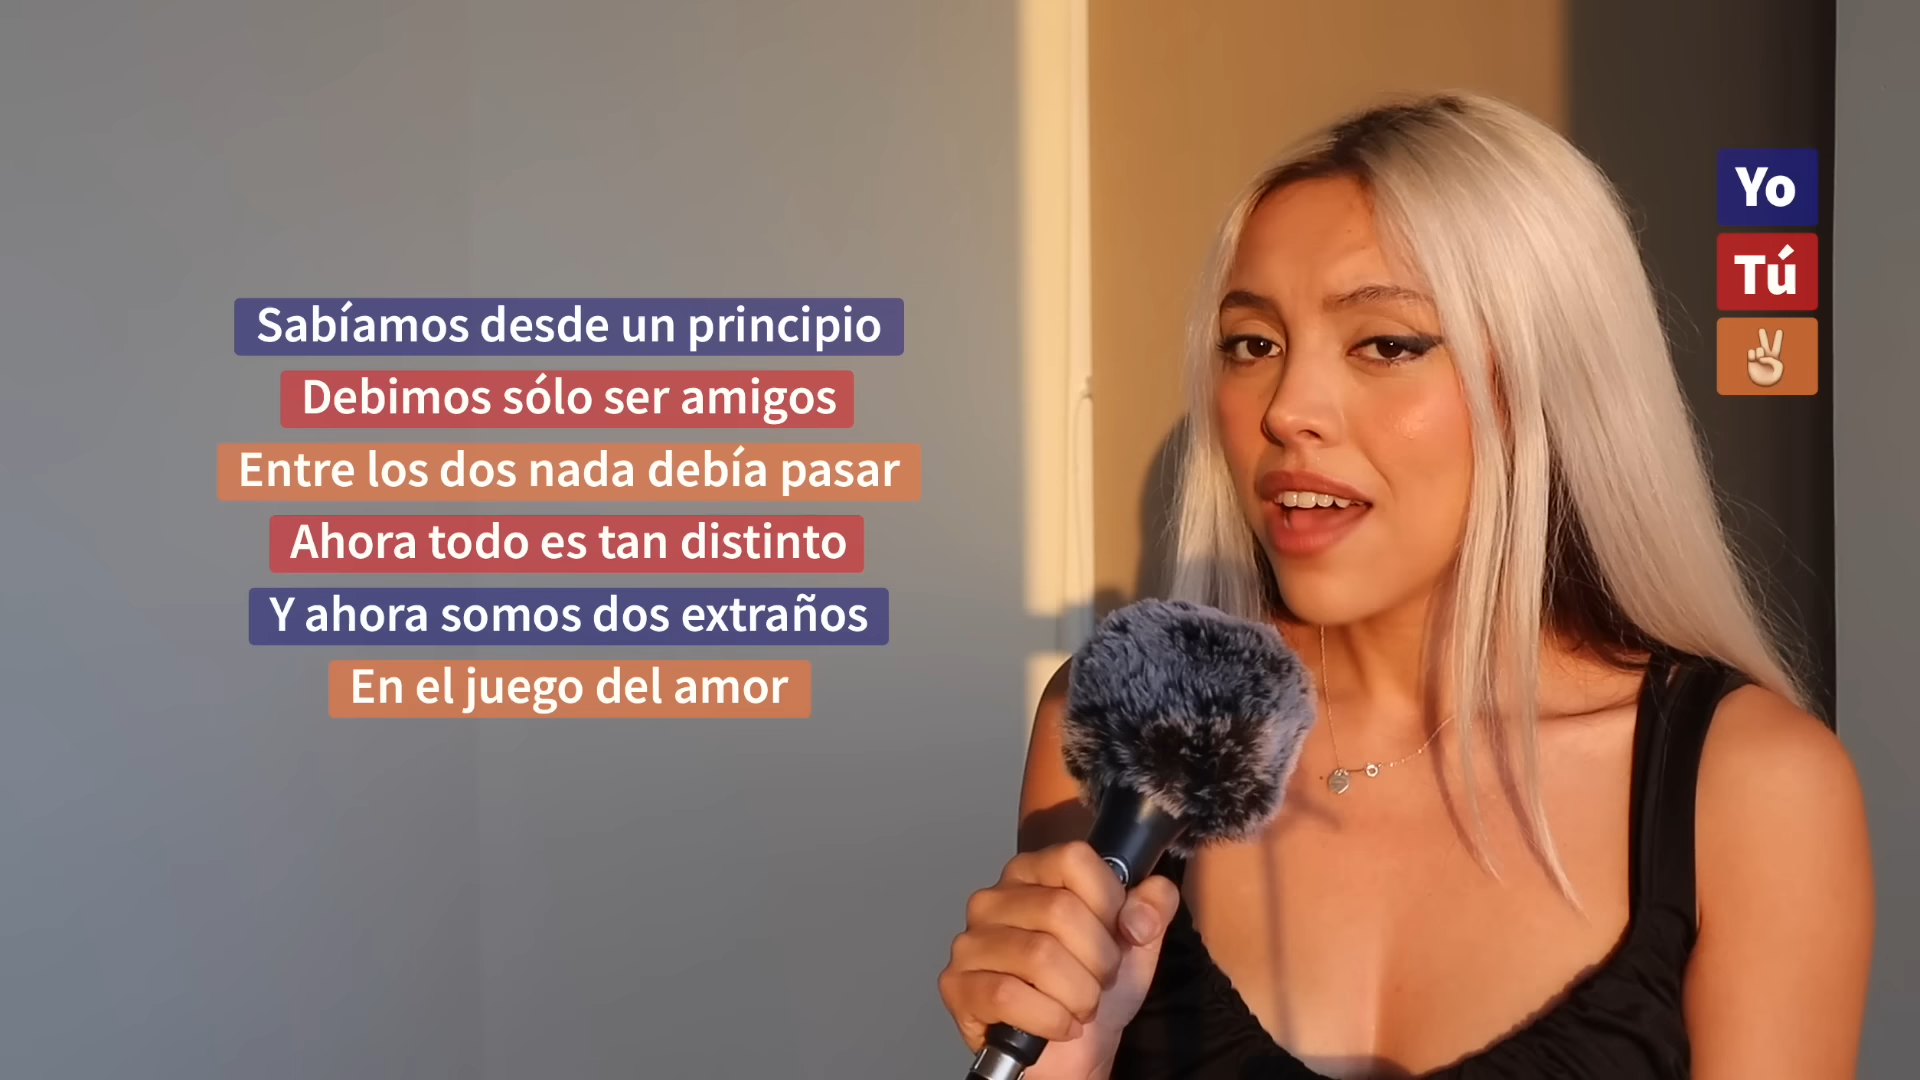 Sabíamos desde un principio
Debimos sólo ser amigos
Entre los dos nada debía pasar
Ahora todo es tan distinto
Y ahora somos dos extraños
En el juego del amor
Yo
Tú
✌